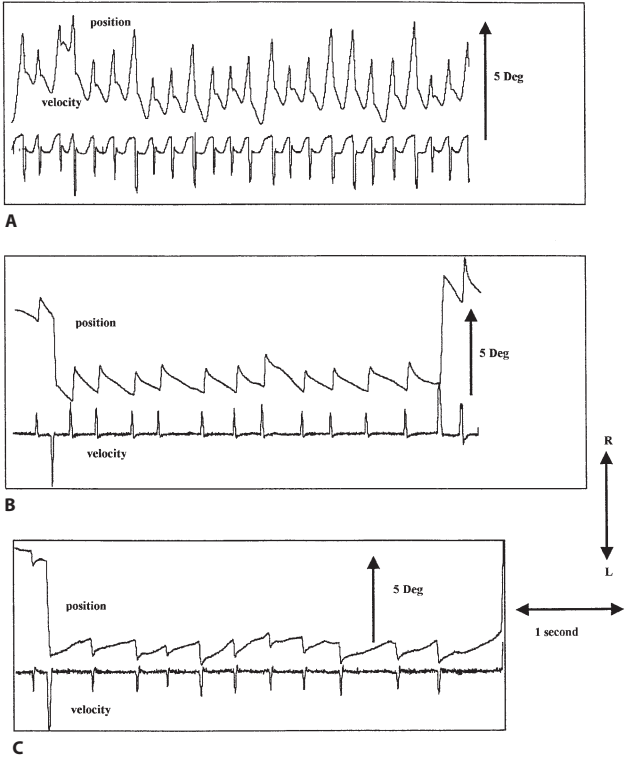 position
5 Deg
velocity
A
position
5 Deg
velocity
B
R
L
1 second
5 Deg
position
velocity
C